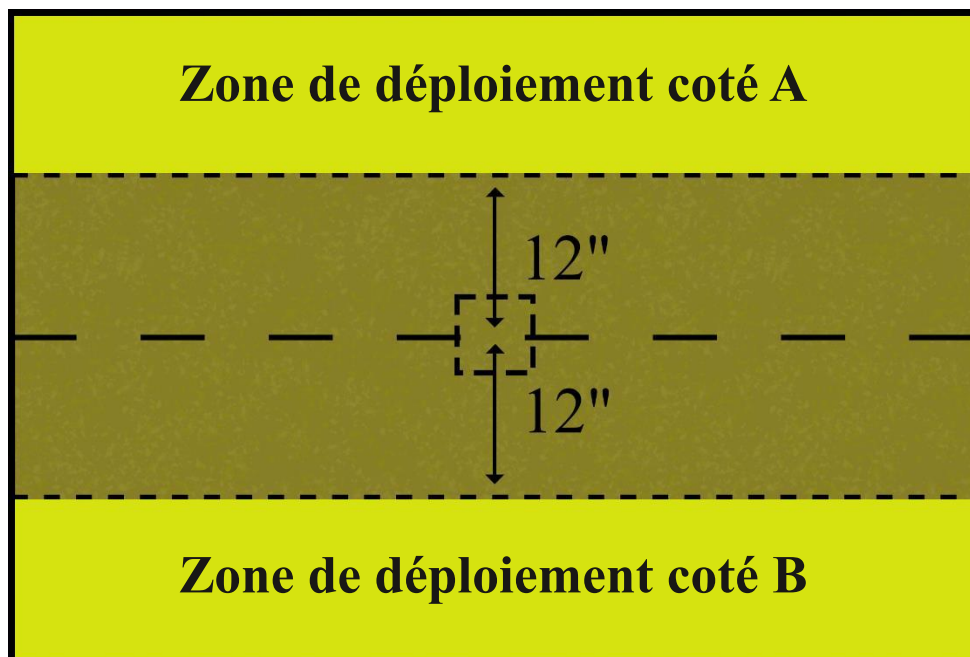 Zone de déploiement coté A
12"
12"
Zone de déploiement coté B